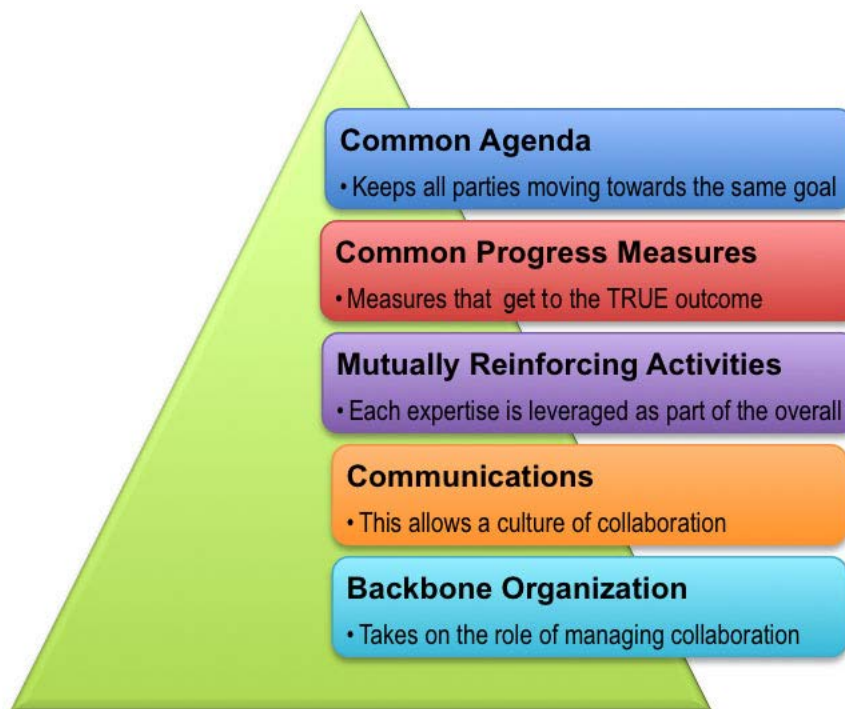 Common Agenda
• Keeps all parties moving towards the same goal
Common Progress Measures
• Measures that get to the TRUE outcome
Mutually Reinforcing Activities
• Each expertise is leveraged as part of the overall
Communications
• This allows a culture of collaboration
Backbone Organization
• Takes on the role of managing collaboration